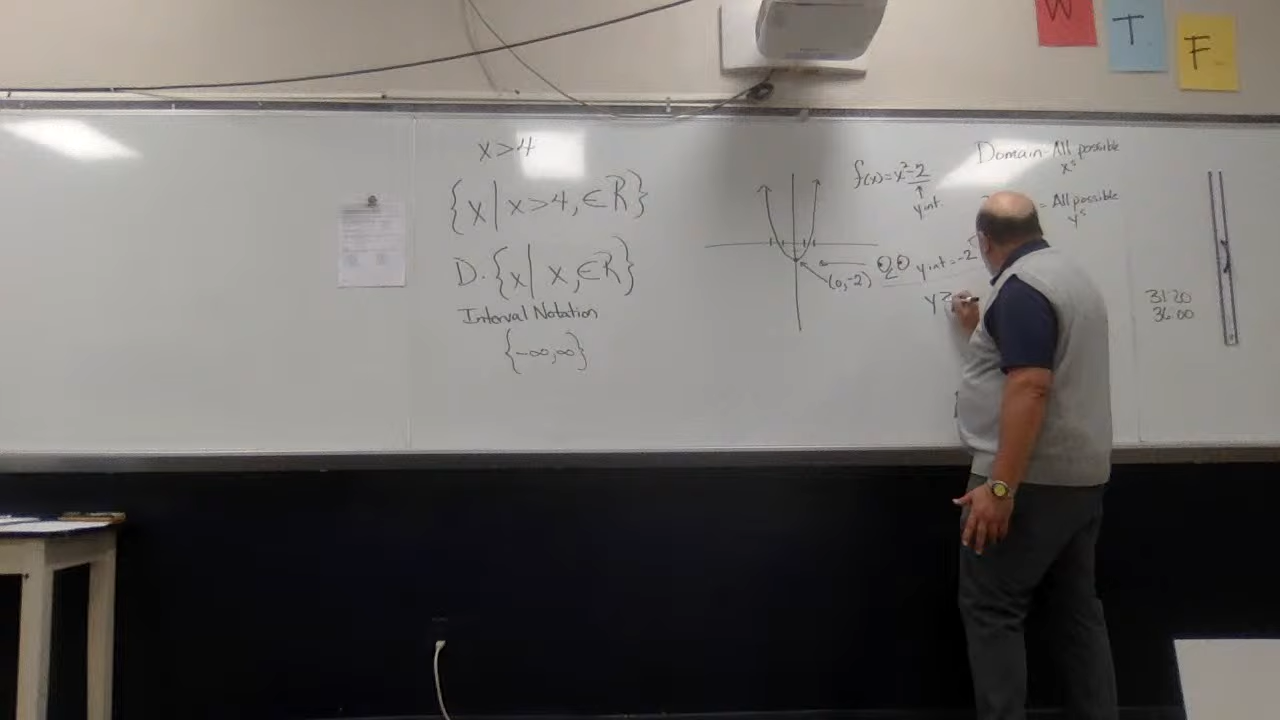 W
T
F
x>4
{x| x>4,∈R}
D. {x| x,∈R}
Interval Notation
{-∞,∞}
f(x)=x²-2
↑
y int.
(0,-2)
y int=-2
y≥
Domain-All possible
x's
= All possible
y's
31.20
36.00